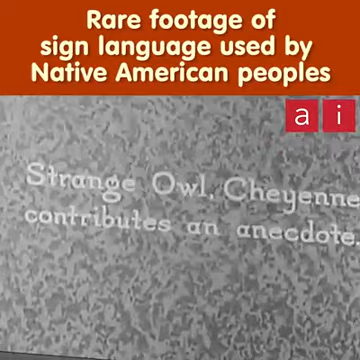 Rare footage of
sign language used by
Native American peoples
a i
Strange Owl, Cheyenne
contributes an anecdote.